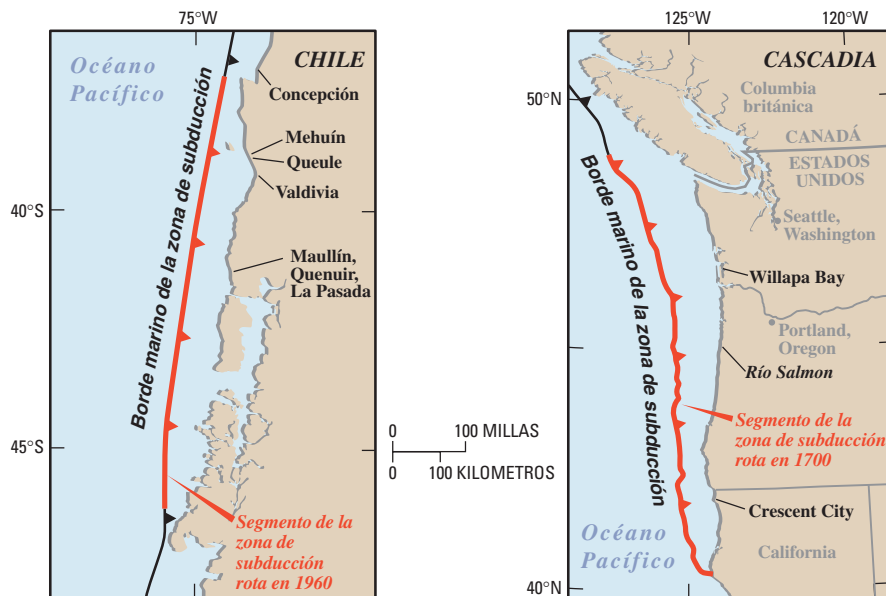 75°W
CHILE
Océano
Pacífico
Borde marino de la zona de subducción
Concepción
Mehuín
Queule
Valdivia
40°S
Maullín,
Quenuir,
La Pasada
45°S
Segmento de la
zona de
subducción
rota en 1960
0 100 MILLAS
0 100 KILOMETROS
125°W
120°W
CASCADIA
50°N
Columbia
británica
CANADÁ
ESTADOS
UNIDOS
Borde marino de la zona de subducción
Seattle,
Washington
Willapa Bay
Portland,
Oregon
Río Salmon
Segmento de la
zona de subducción
rota en 1700
Crescent City
Océano
Pacífico
California
40°N